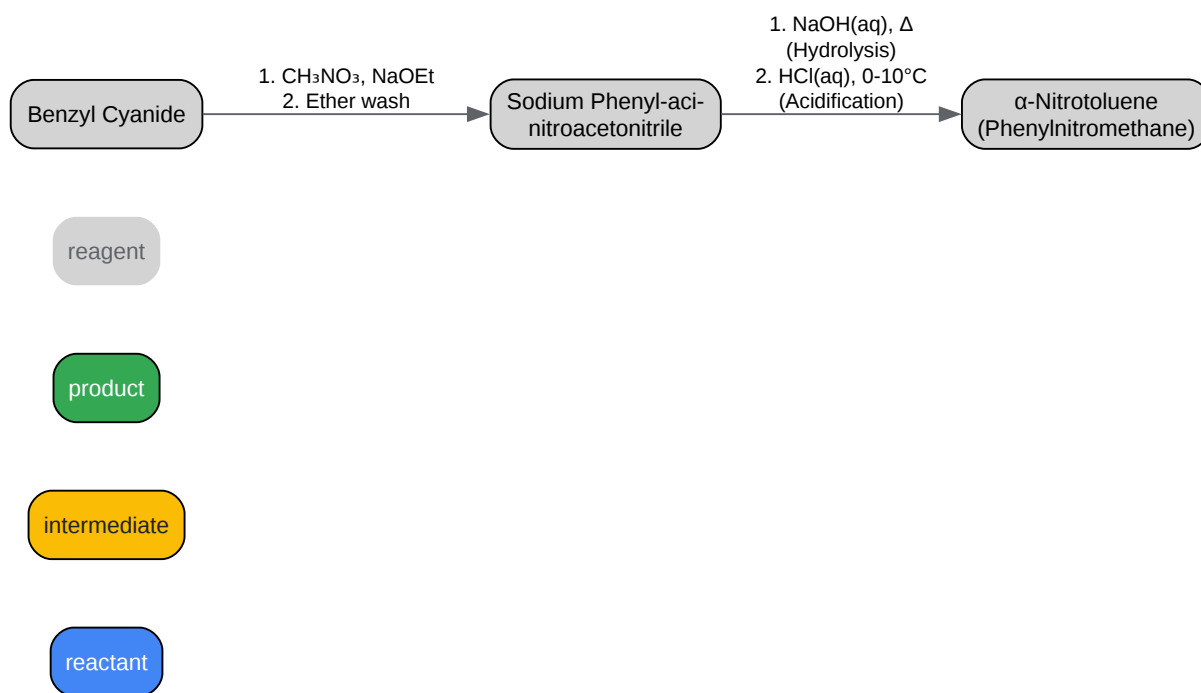 1. NaOH(aq), Δ
(Hydrolysis)
2. HCl(aq), 0-10°C
(Acidification)
1. CH₃NO₃, NaOEt
2. Ether wash
Benzyl Cyanide
Sodium Phenyl-aci-
nitroacetonitrile
α-Nitrotoluene
(Phenylnitromethane)
reagent
product
intermediate
reactant